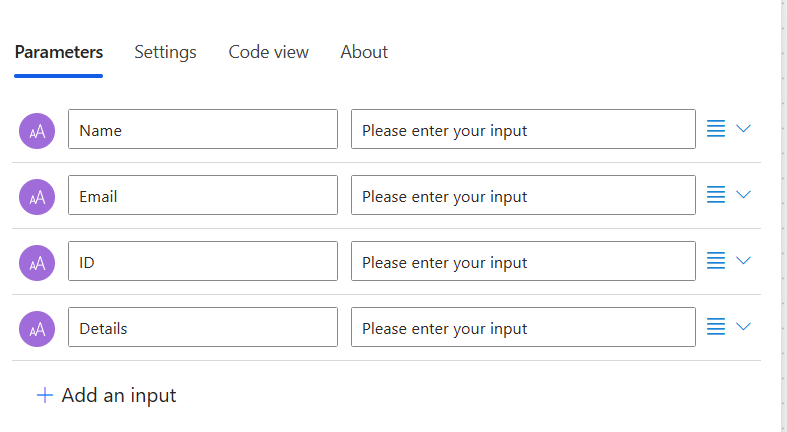 Parameters Settings Code view About
AA Name Please enter your input
AA Email Please enter your input
AA ID Please enter your input
AA Details Please enter your input
+ Add an input